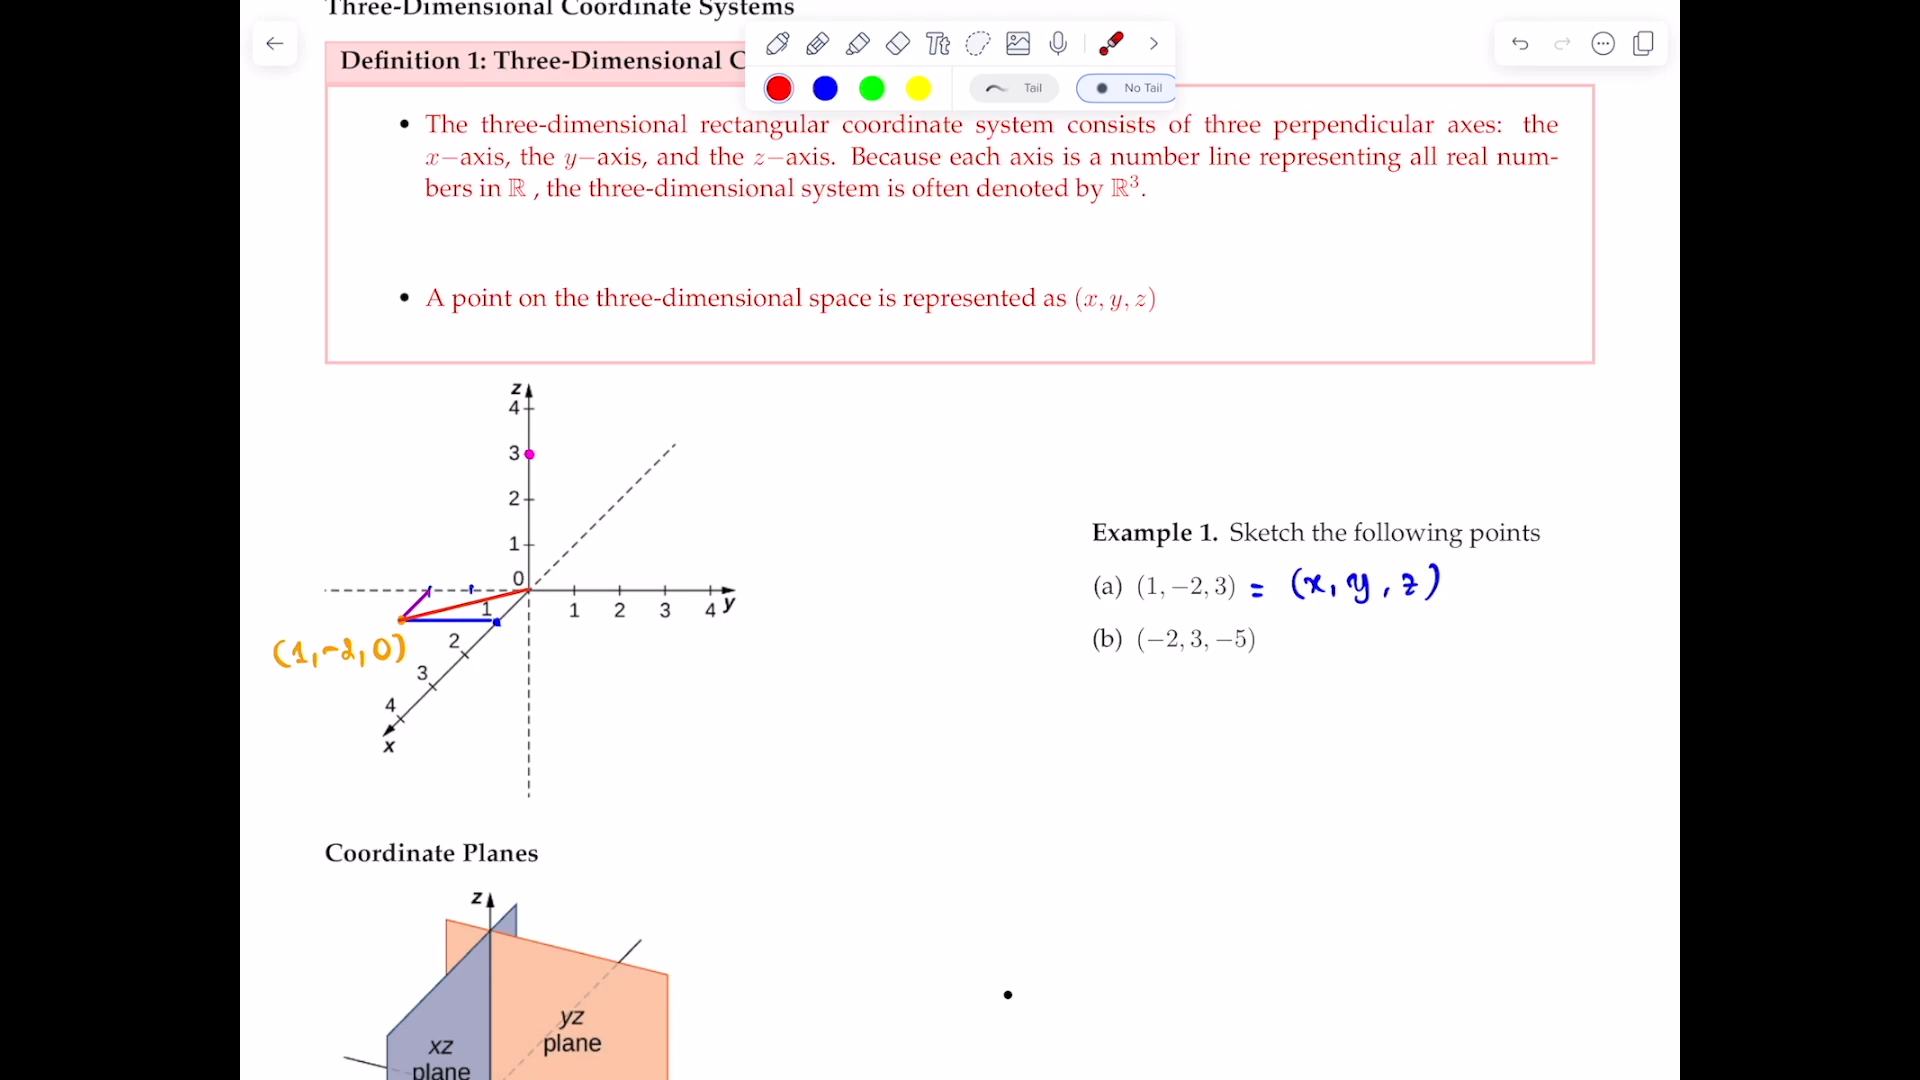 Three-Dimensional Coordinate Systems
Definition 1: Three-Dimensional C
Tt
Tail
No Tail
• The three-dimensional rectangular coordinate system consists of three perpendicular axes: the
x−axis, the y−axis, and the z−axis. Because each axis is a number line representing all real num-
bers in ℝ , the three-dimensional system is often denoted by ℝ³.
• A point on the three-dimensional space is represented as (x, y, z)
z
4
3
2
1
0
1 2 3 4 y
1
2
3
4
x
(1,-2,0)
Example 1. Sketch the following points
(a) (1, −2, 3) = (x, y, z)
(b) (−2, 3, −5)
Coordinate Planes
z
yz
plane
xz
plane